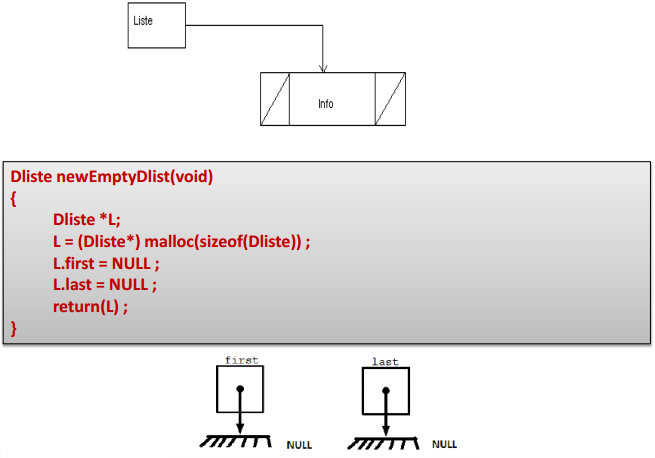 Liste
Info
Dliste newEmptyDlist(void)
{
Dliste *L;
L = (Dliste*) malloc(sizeof(Dliste)) ;
L.first = NULL ;
L.last = NULL ;
return(L) ;
}
first last
NULL NULL